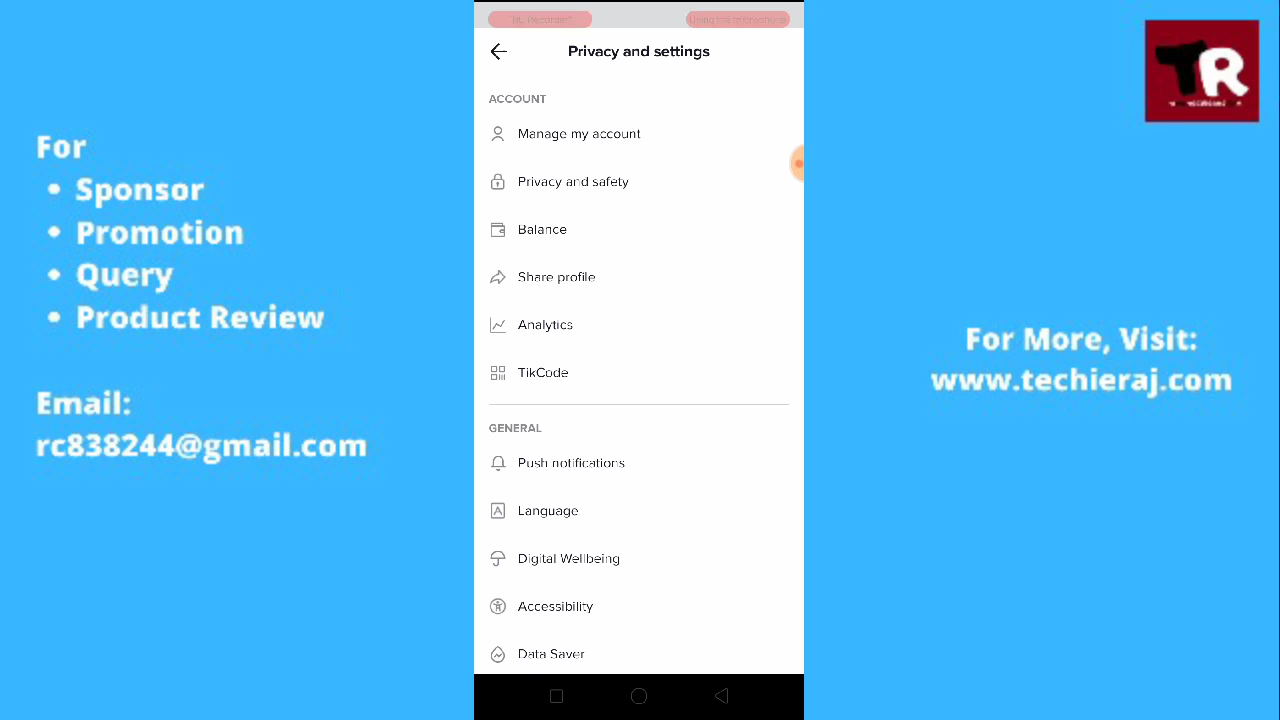 For
• Sponsor
• Promotion
• Query
• Product Review
Email:
rc838244@gmail.com
Privacy and settings
ACCOUNT
Manage my account
Privacy and safety
Balance
Share profile
Analytics
TikCode
GENERAL
Push notifications
Language
Digital Wellbeing
Accessibility
Data Saver
TR
For More, Visit:
www.techieraj.com